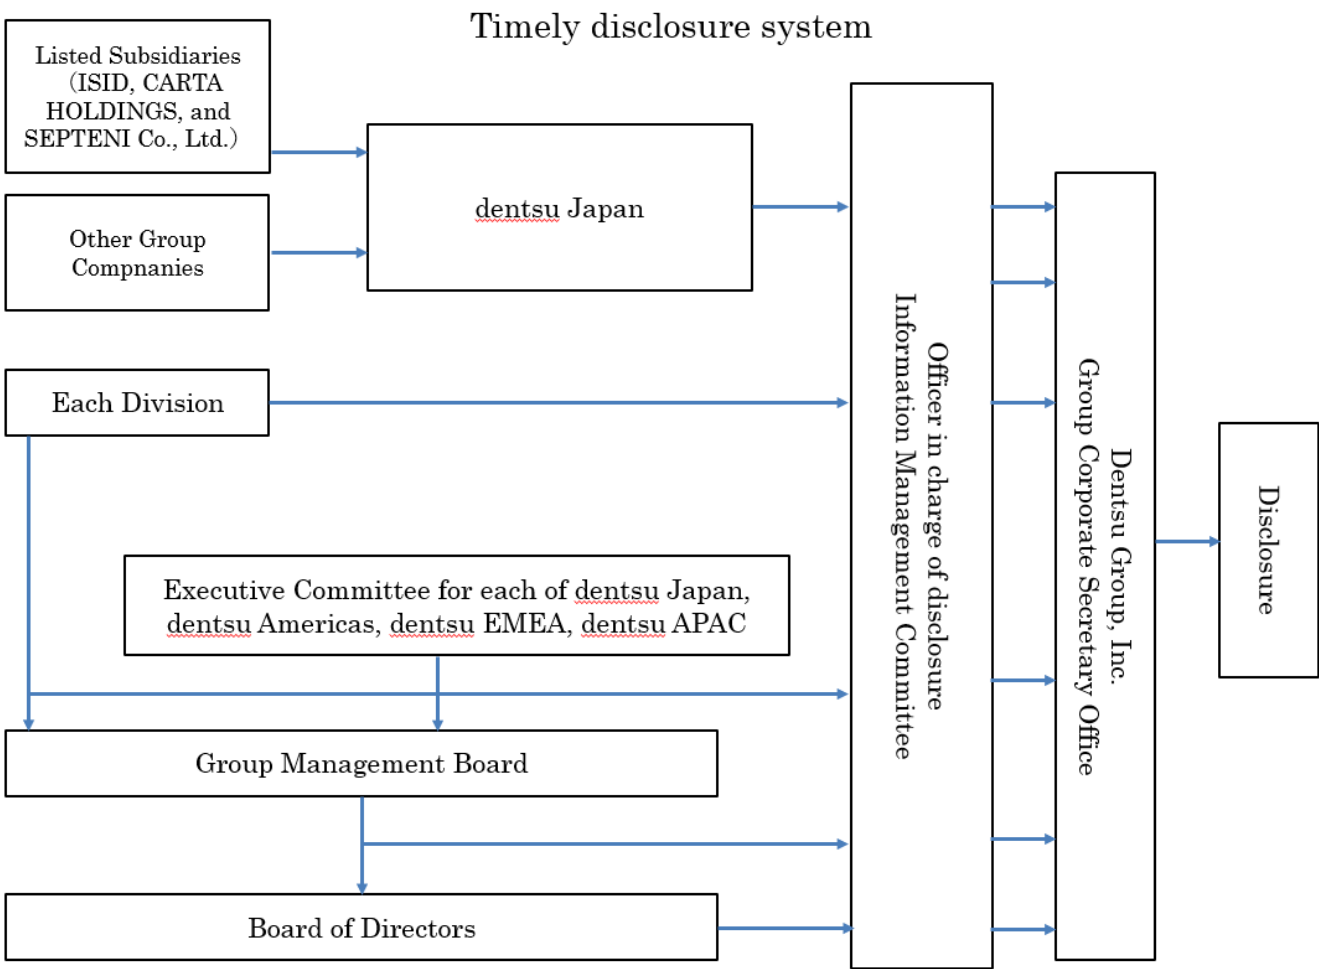 Timely disclosure system
Listed Subsidiaries
（ISID, CARTA
HOLDINGS, and
SEPTENI Co., Ltd.）
dentsu Japan
Other Group
Compnanies
Each Division
Executive Committee for each of dentsu Japan,
dentsu Americas, dentsu EMEA, dentsu APAC
Group Management Board
Board of Directors
Officer in charge of disclosure
Information Management Committee
Dentsu Group, Inc.
Group Corporate Secretary Office
Disclosure